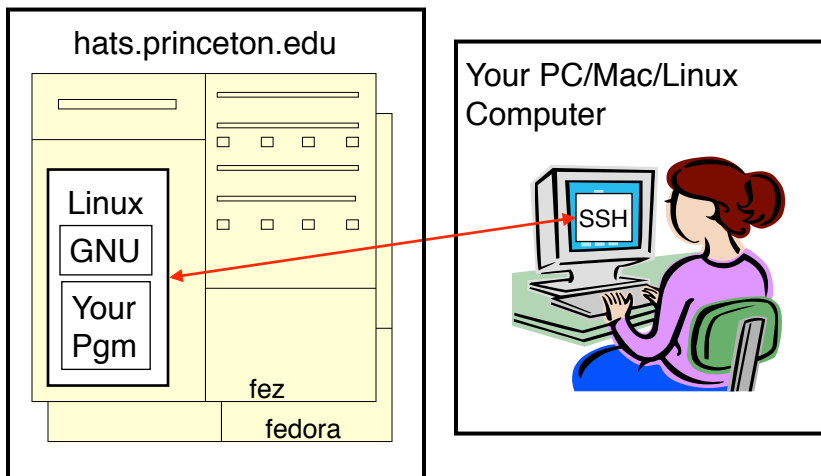 hats.princeton.edu
Linux
GNU
Your
Pgm
fez
fedora
Your PC/Mac/Linux
Computer
SSH